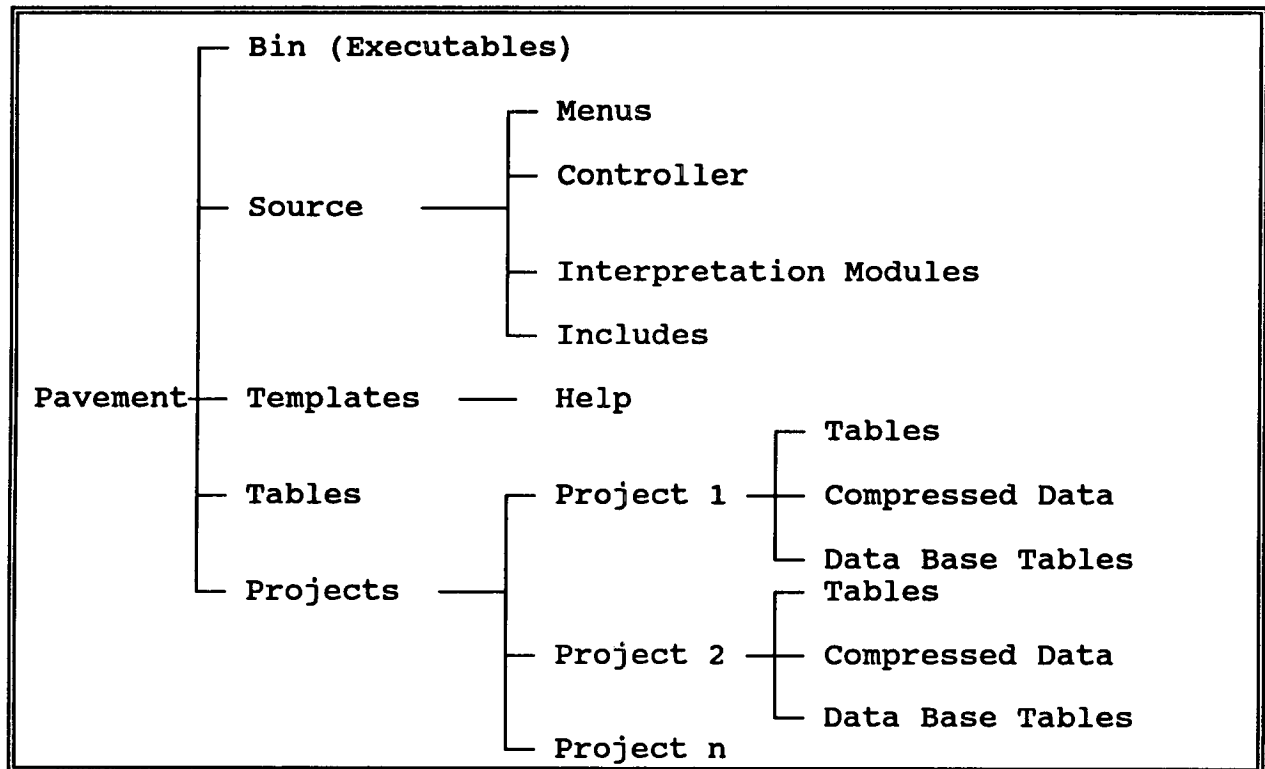 Bin (Executables)
Menus
Controller
Source
Interpretation Modules
Includes
Pavement
Templates
Help
Tables
Tables
Project 1
Compressed Data
Data Base Tables
Projects
Tables
Project 2
Compressed Data
Data Base Tables
Project n